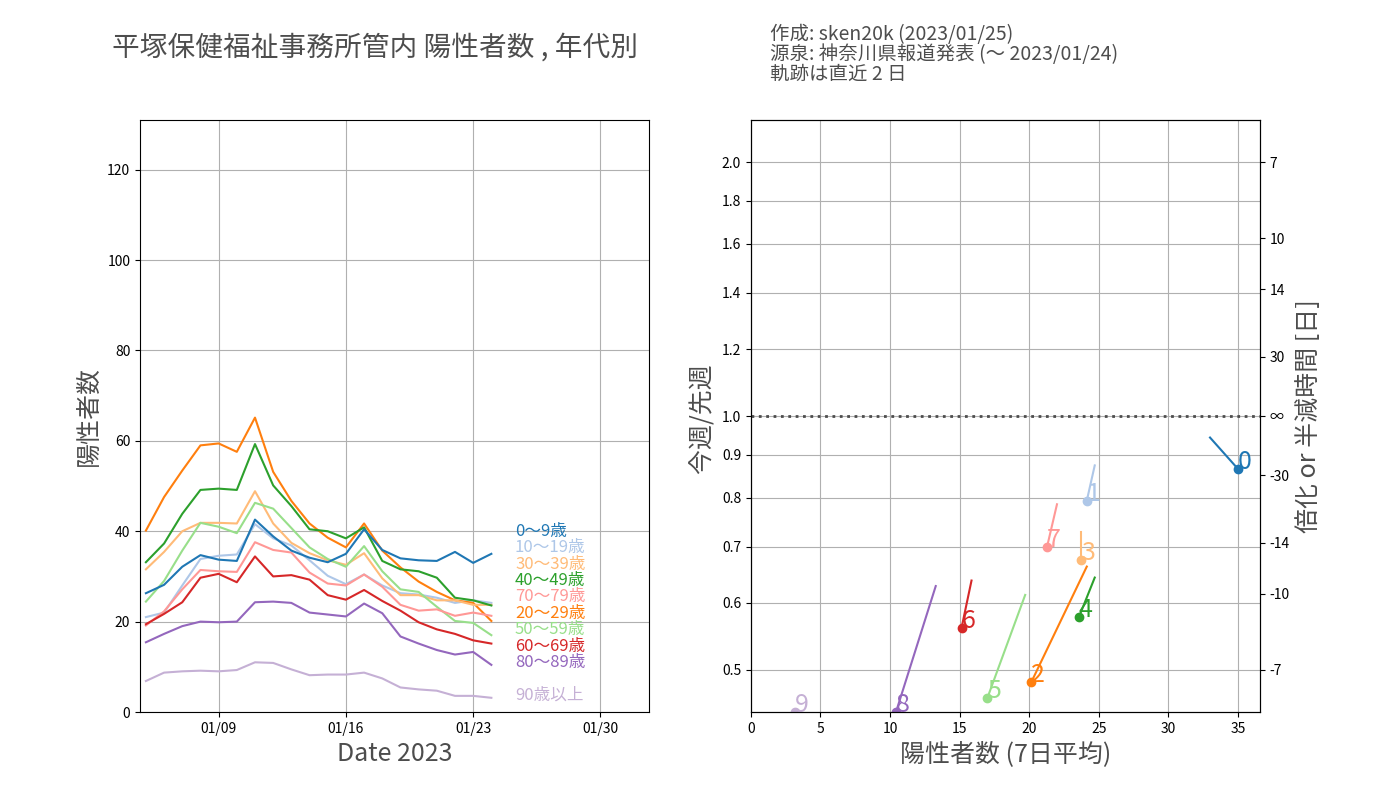 平塚保健福祉事務所管内 陽性者数 , 年代別
作成: sken20k (2023/01/25)
源泉: 神奈川県報道発表 (～ 2023/01/24)
軌跡は直近 2 日
陽性者数
120
100
80
60
40
20
0
01/09
01/16
01/23
01/30
Date 2023
0～9歳
10～19歳
30～39歳
40～49歳
70～79歳
20～29歳
50～59歳
60～69歳
80～89歳
90歳以上
今週/先週
2.0
1.8
1.6
1.4
1.2
1.0
0.9
0.8
0.7
0.6
0.5
0
1
7
3
4
6
2
5
8
9
0
5
10
15
20
25
30
35
陽性者数 (7日平均)
7
10
14
30
∞
-30
-14
-10
-7
倍化 or 半減時間 [日]